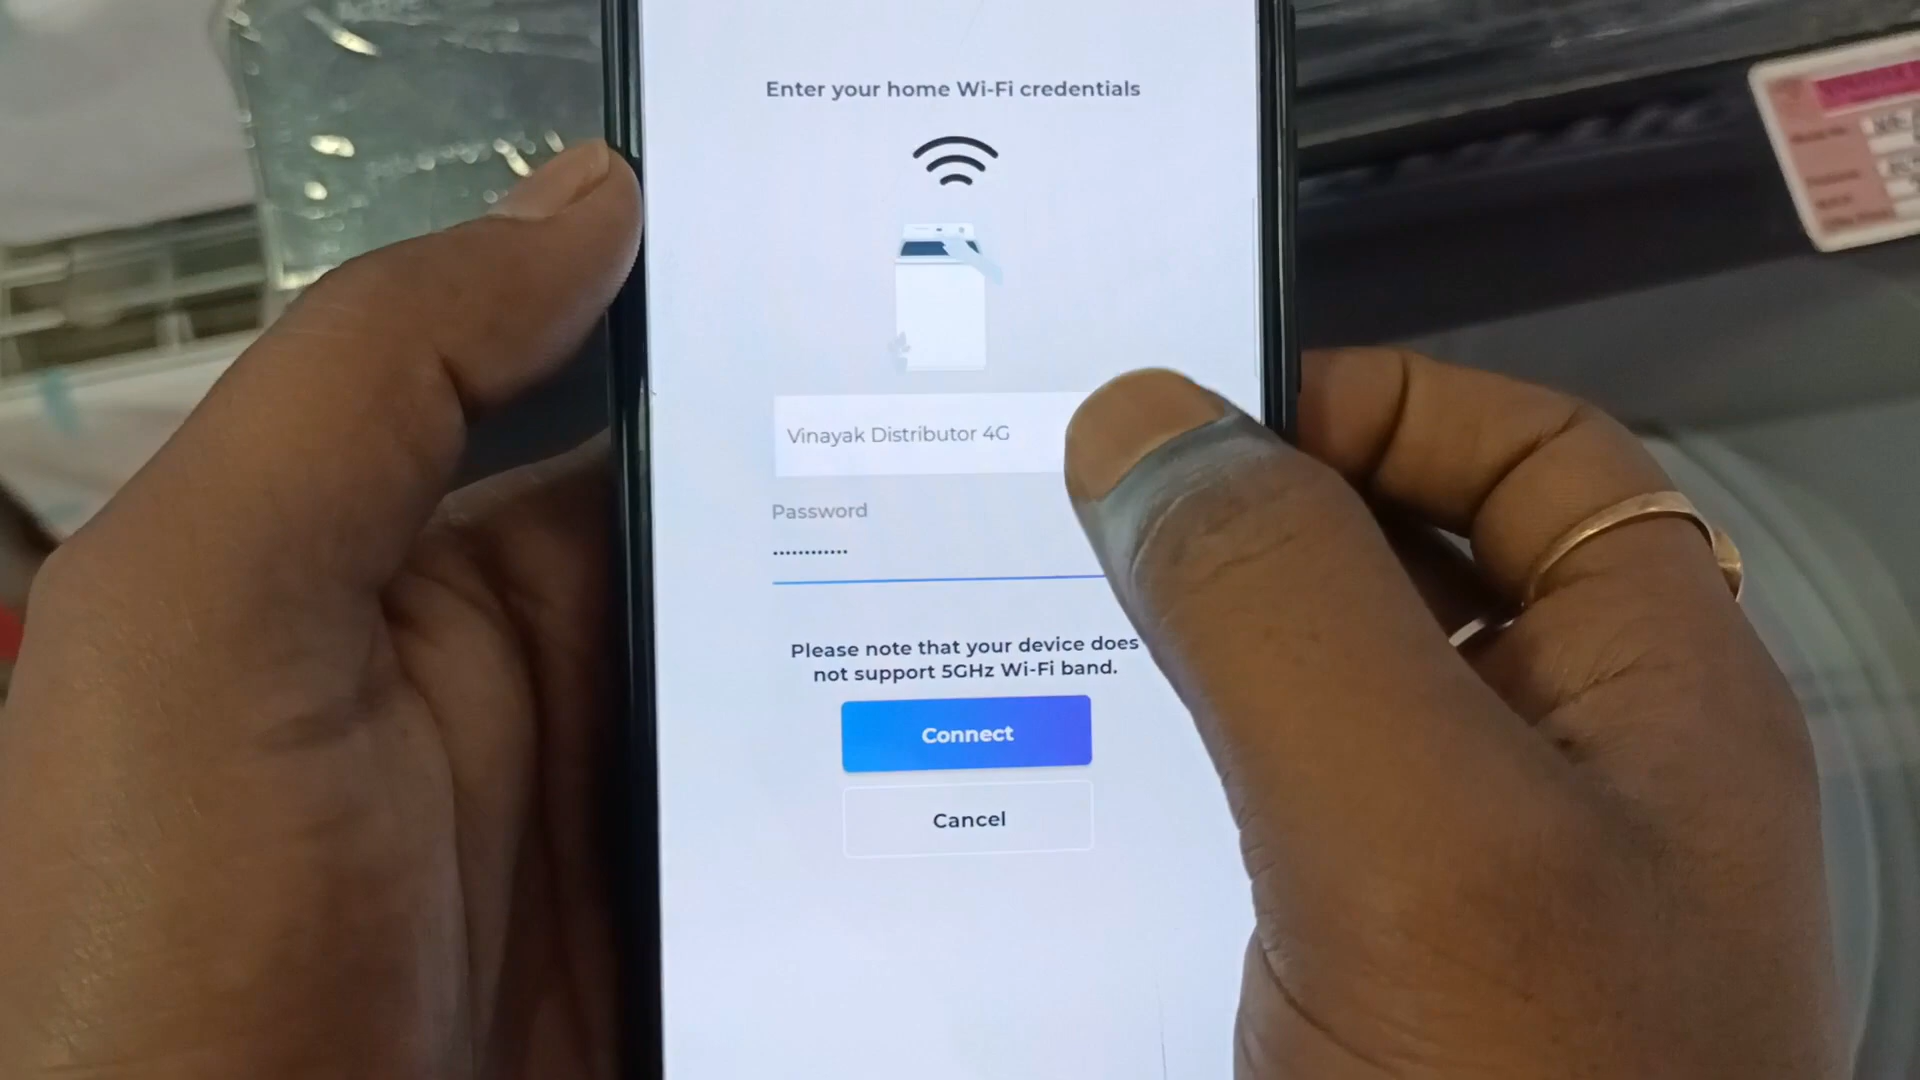 Enter your home Wi-Fi credentials
Vinayak Distributor 4G
Password
••••••••••••
Please note that your device does
not support 5GHz Wi-Fi band.
Connect
Cancel